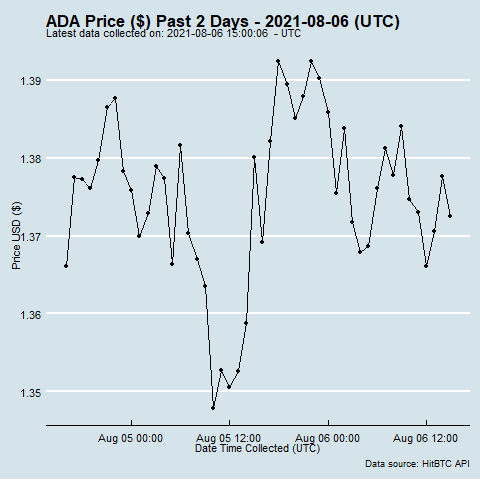 ADA Price ($) Past 2 Days - 2021-08-06 (UTC)
Latest data collected on: 2021-08-06 15:00:06 - UTC
1.39
1.38
1.37
1.36
1.35
Price USD ($)
Aug 05 00:00 Aug 05 12:00 Aug 06 00:00 Aug 06 12:00
Date Time Collected (UTC)
Data source: HitBTC API